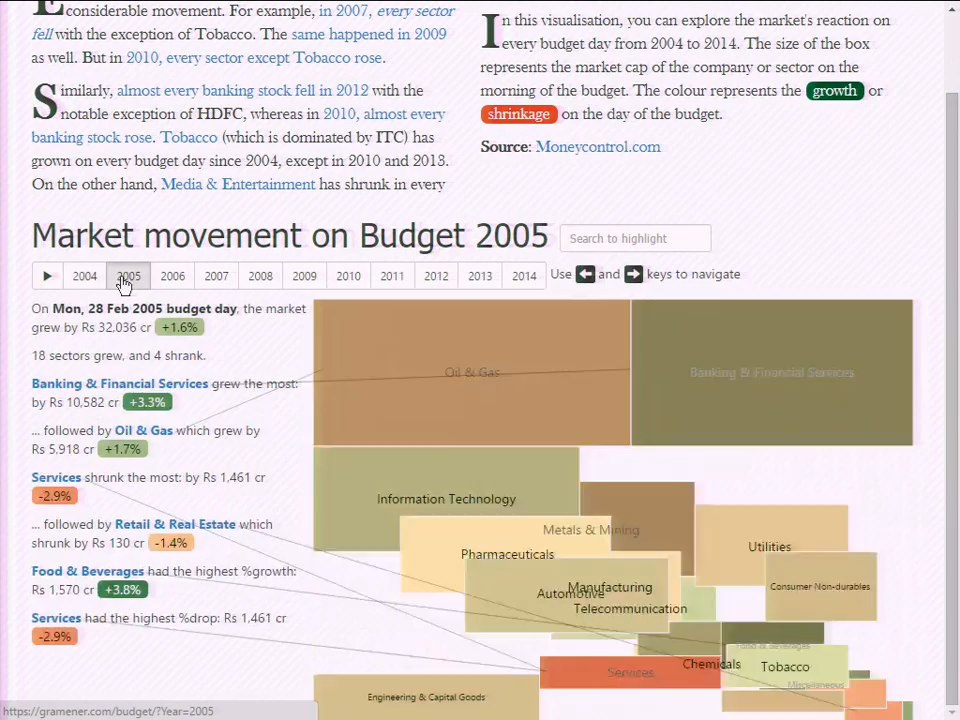 Considerable movement. For example, in 2007, every sector
fell with the exception of Tobacco. The same happened in 2009
as well. But in 2010, every sector except Tobacco rose.
Similarly, almost every banking stock fell in 2012 with the
notable exception of HDFC, whereas in 2010, almost every
banking stock rose. Tobacco (which is dominated by ITC) has
grown on every budget day since 2004, except in 2010 and 2013.
On the other hand, Media & Entertainment has shrunk in every
In this visualisation, you can explore the market's reaction on
every budget day from 2004 to 2014. The size of the box
represents the market cap of the company or sector on the
morning of the budget. The colour represents the growth or
shrinkage on the day of the budget.
Source: Moneycontrol.com
Market movement on Budget 2005
Search to highlight
2004 2005 2006 2007 2008 2009 2010 2011 2012 2013 2014 Use and keys to navigate
On Mon, 28 Feb 2005 budget day, the market
grew by Rs 32,036 cr +1.6%
18 sectors grew, and 4 shrank.
Banking & Financial Services grew the most:
by Rs 10,582 cr +3.3%
... followed by Oil & Gas which grew by
Rs 5,918 cr +1.7%
Services shrunk the most: by Rs 1,461 cr
-2.9%
... followed by Retail & Real Estate which
shrunk by Rs 130 cr -1.4%
Food & Beverages had the highest %growth:
Rs 1,570 cr +3.8%
Services had the highest %drop: Rs 1,461 cr
-2.9%
Oil & Gas
Banking & Financial Services
Information Technology
Metals & Mining
Utilities
Pharmaceuticals
Manufacturing
Automotive
Consumer Non-durables
Telecommunication
Food & Beverages
Chemicals
Tobacco
Services
Miscellaneous
Engineering & Capital Goods
https://gramener.com/budget/?Year=2005